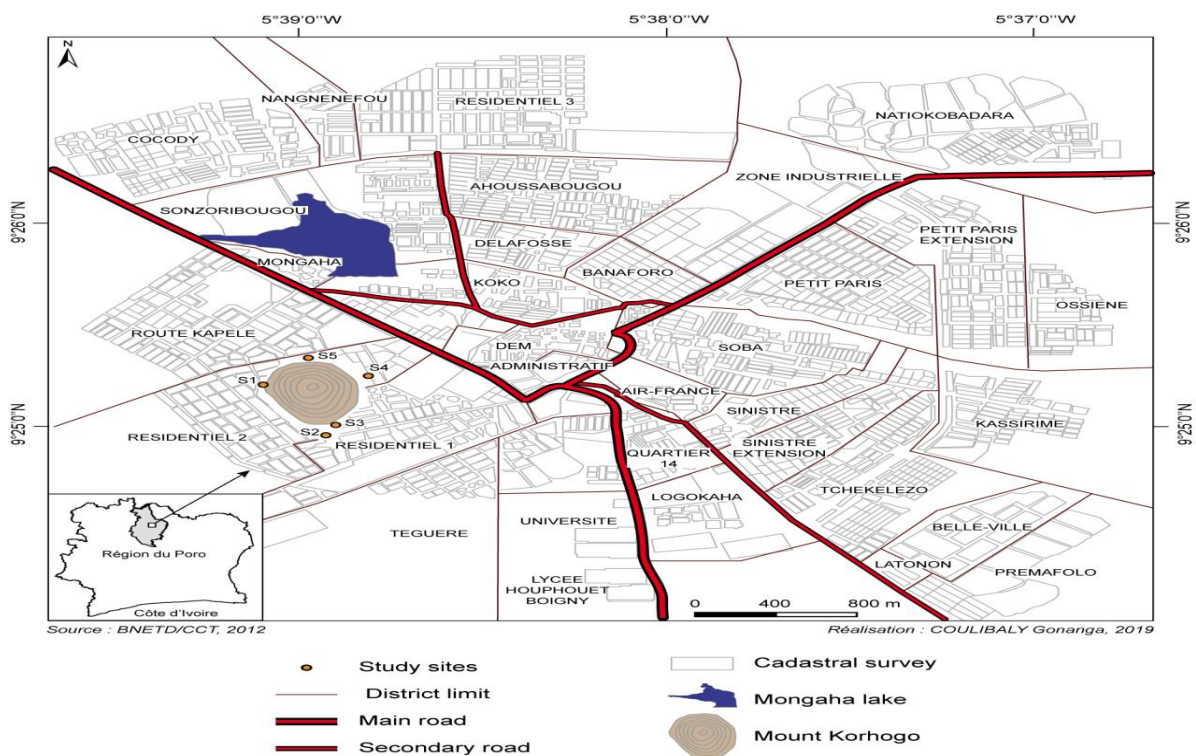 5°39'0''W
5°38'0''W
5°37'0''W
N
NANGNENEFOU
RESIDENTIEL 3
COCODY
NATIOKOBADARA
ZONE INDUSTRIELLE
AHOUSSABOUGOU
SONZORIBOUGOU
9°26'0''N
9°26'0''N
PETIT PARIS
EXTENSION
DELAFOSSE
MONGAHA
BANAFORO
KOKO
PETIT PARIS
OSSIENE
ROUTE KAPELE
DEM
SOBA
S5
ADMINISTRATIF
S4
S1
AIR-FRANCE
SINISTRE
9°25'0''N
9°25'0''N
S3
S2
KASSIRIME
RESIDENTIEL 2
RESIDENTIEL 1
SINISTRE
EXTENSION
QUARTIER
14
TCHEKELEZO
LOGOKAHA
UNIVERSITE
BELLE-VILLE
TEGUERE
Région du Poro
LATONON
PREMAFOLO
LYCEE
HOUPHOUET
BOIGNY
0 400 800 m
Côte d'Ivoire
Source : BNETD/CCT, 2012
Réalisation : COULIBALY Gonanga, 2019
Study sites
District limit
Main road
Secondary road
Cadastral survey
Mongaha lake
Mount Korhogo